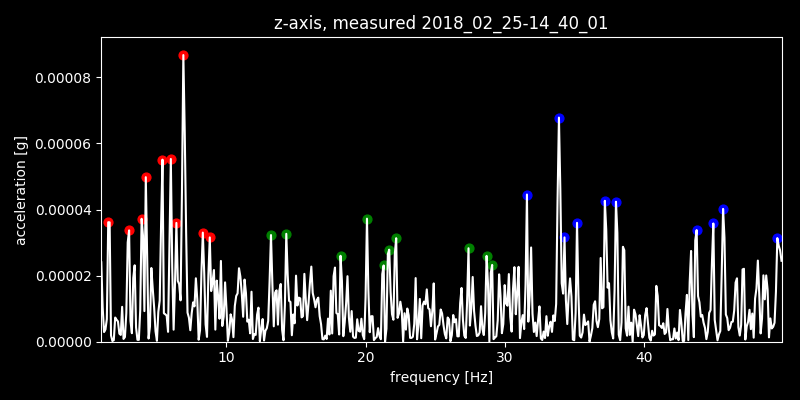 z-axis, measured 2018_02_25-14_40_01
0.00008
0.00006
0.00004
0.00002
0.00000
acceleration [g]
10 20 30 40
frequency [Hz]